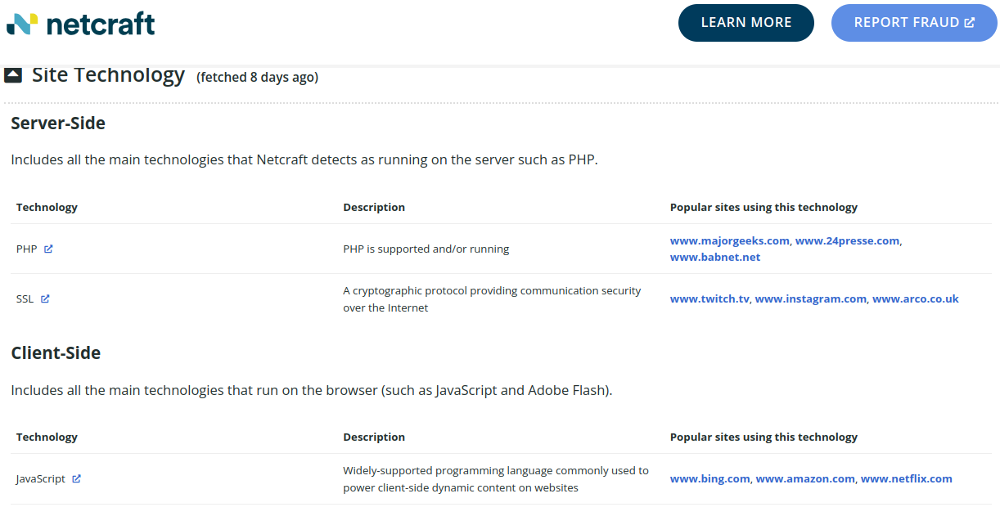 netcraft
LEARN MORE
REPORT FRAUD
Site Technology (fetched 8 days ago)
Server-Side
Includes all the main technologies that Netcraft detects as running on the server such as PHP.
Technology Description Popular sites using this technology
PHP PHP is supported and/or running www.majorgeeks.com, www.24presse.com,
www.babnet.net
SSL A cryptographic protocol providing communication security
over the Internet www.twitch.tv, www.instagram.com, www.arco.co.uk
Client-Side
Includes all the main technologies that run on the browser (such as JavaScript and Adobe Flash).
Technology Description Popular sites using this technology
JavaScript Widely-supported programming language commonly used to
power client-side dynamic content on websites www.bing.com, www.amazon.com, www.netflix.com